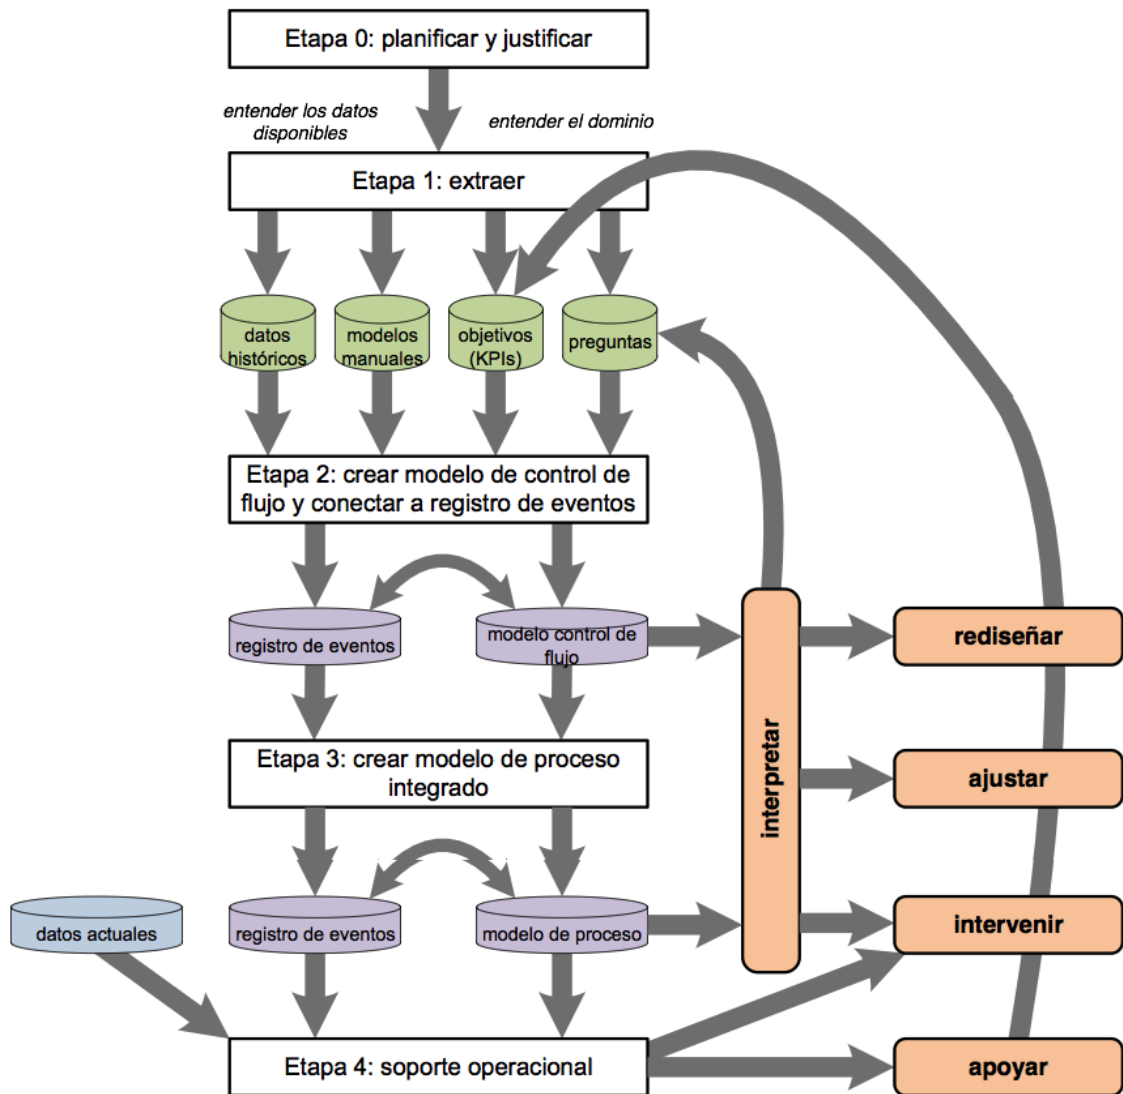 Etapa 0: planificar y justificar
entender los datos
disponibles
entender el dominio
Etapa 1: extraer
datos
históricos
modelos
manuales
objetivos
(KPIs)
preguntas
Etapa 2: crear modelo de control de
flujo y conectar a registro de eventos
registro de eventos
modelo control de
flujo
interpretar
rediseñar
Etapa 3: crear modelo de proceso
integrado
ajustar
datos actuales
registro de eventos
modelo de proceso
intervenir
Etapa 4: soporte operacional
apoyar